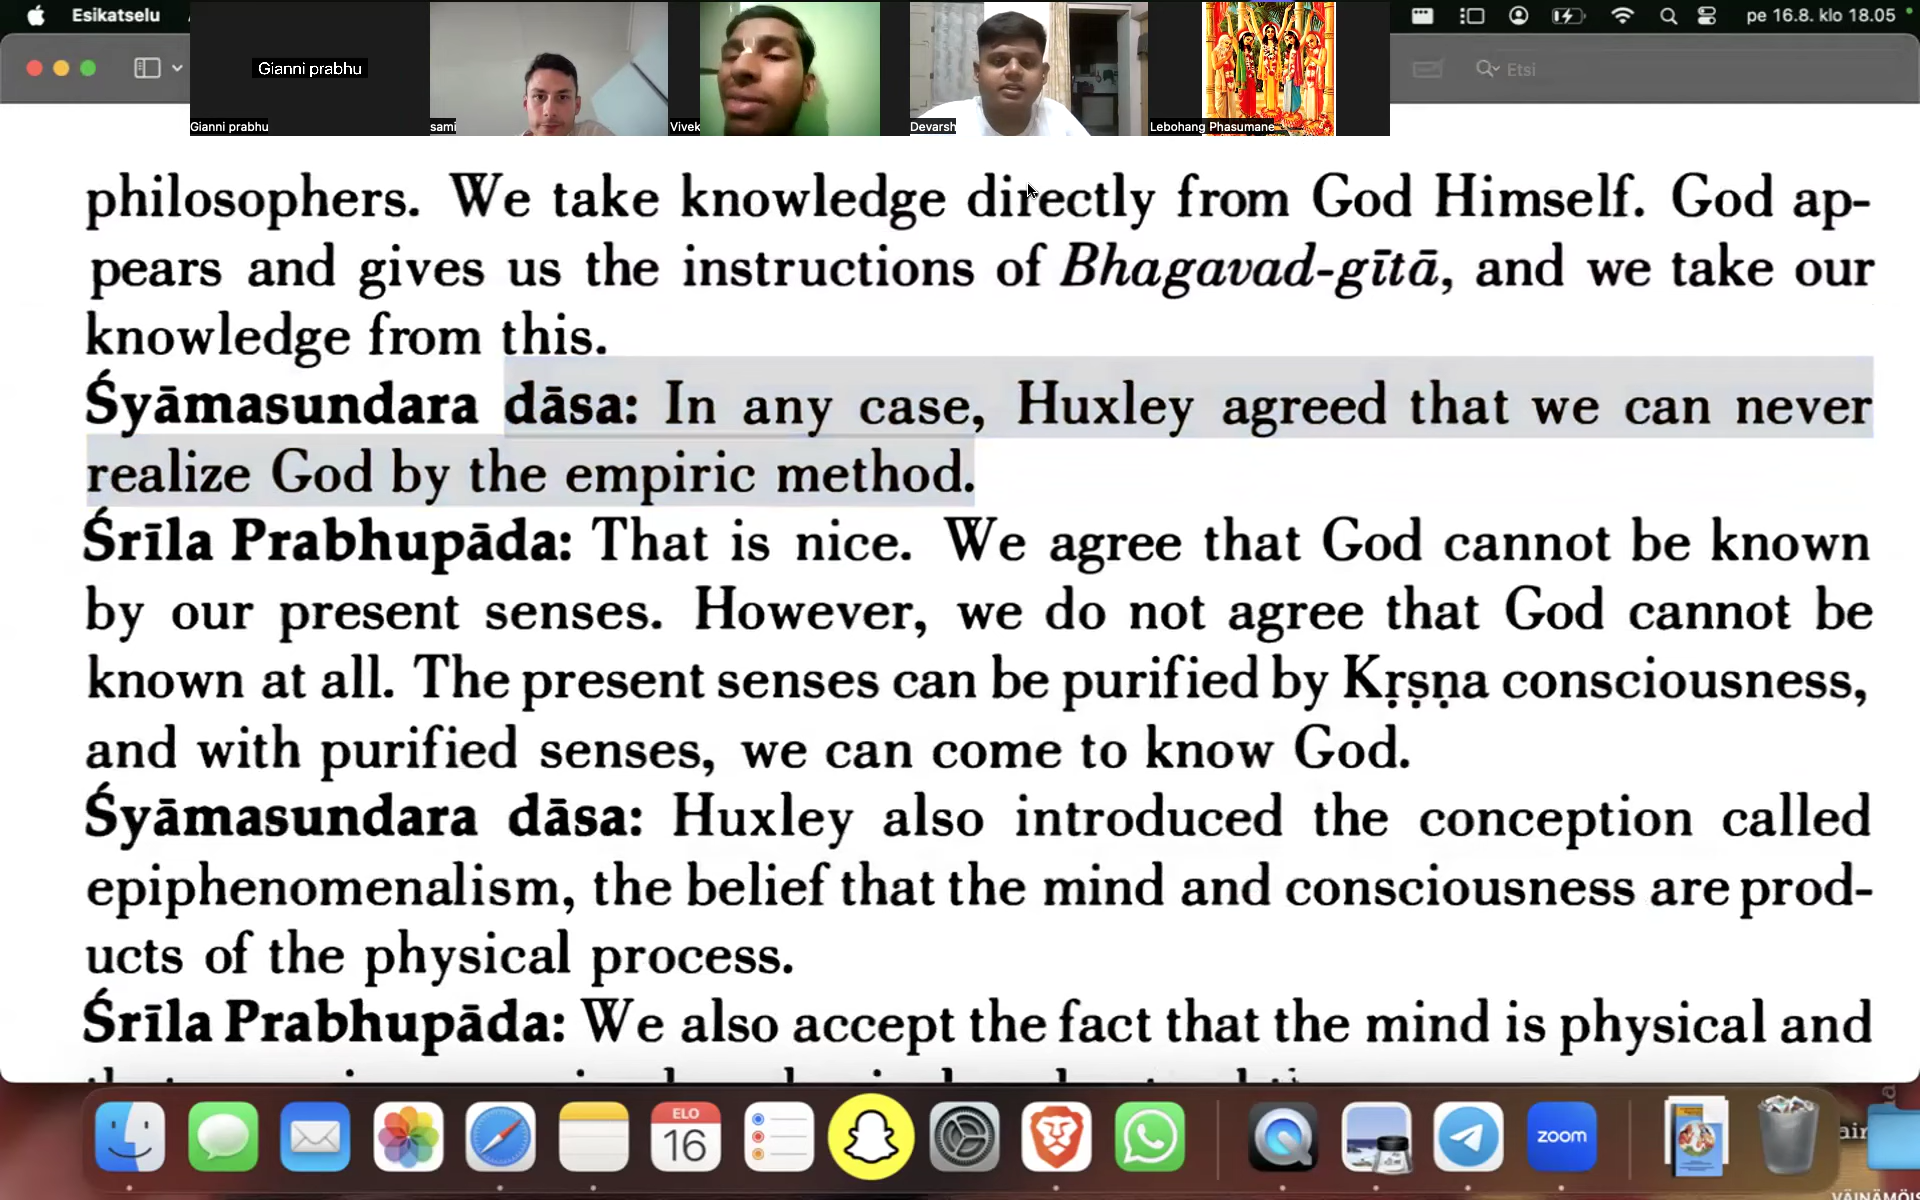 Esikatselu
pe 16.8. klo 18.05
Gianni prabhu
Etsi
Gianni prabhu
sami
Vivek
Devarsh
Lebohang Phasumane
philosophers. We take knowledge directly from God Himself. God ap-
pears and gives us the instructions of Bhagavad-gītā, and we take our
knowledge from this.
Śyāmasundara dāsa: In any case, Huxley agreed that we can never
realize God by the empiric method.
Śrīla Prabhupāda: That is nice. We agree that God cannot be known
by our present senses. However, we do not agree that God cannot be
known at all. The present senses can be purified by Kṛṣṇa consciousness,
and with purified senses, we can come to know God.
Śyāmasundara dāsa: Huxley also introduced the conception called
epiphenomenalism, the belief that the mind and consciousness are prod-
ucts of the physical process.
Śrīla Prabhupāda: We also accept the fact that the mind is physical and
ELO
16
zoom